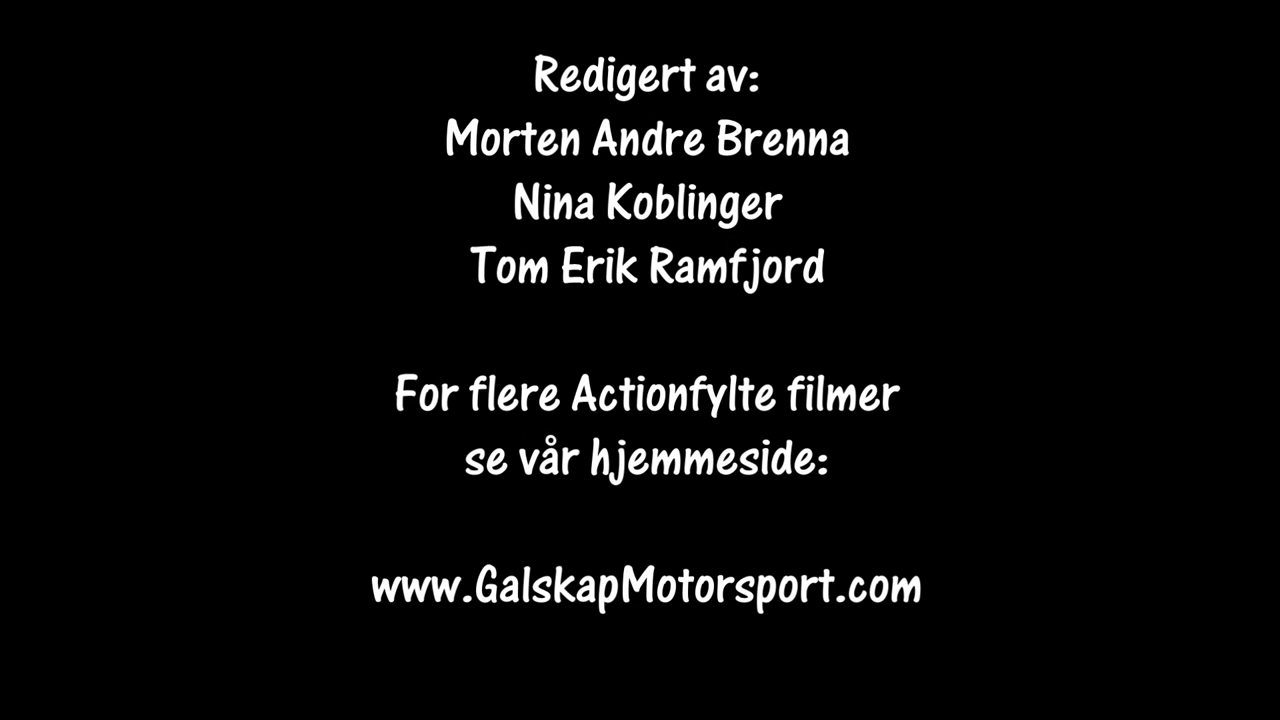 Redigert av:
Morten Andre Brenna
Nina Koblinger
Tom Erik Ramfjord
For flere Actionfylte filmer
se vår hjemmeside:
www.GalskapMotorsport.com